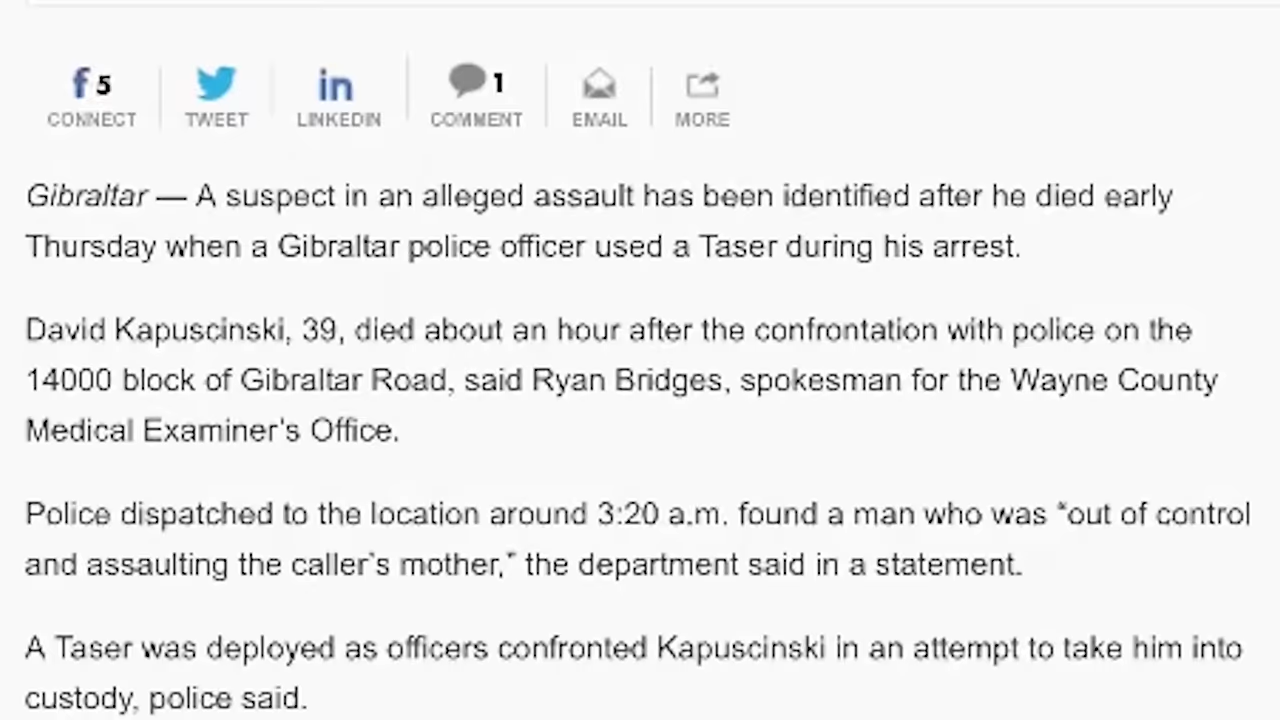 f 5
CONNECT
TWEET
in
LINKEDIN
1
COMMENT
EMAIL
MORE
Gibraltar — A suspect in an alleged assault has been identified after he died early
Thursday when a Gibraltar police officer used a Taser during his arrest.
David Kapuscinski, 39, died about an hour after the confrontation with police on the
14000 block of Gibraltar Road, said Ryan Bridges, spokesman for the Wayne County
Medical Examiner's Office.
Police dispatched to the location around 3:20 a.m. found a man who was “out of control
and assaulting the caller's mother,” the department said in a statement.
A Taser was deployed as officers confronted Kapuscinski in an attempt to take him into
custody, police said.